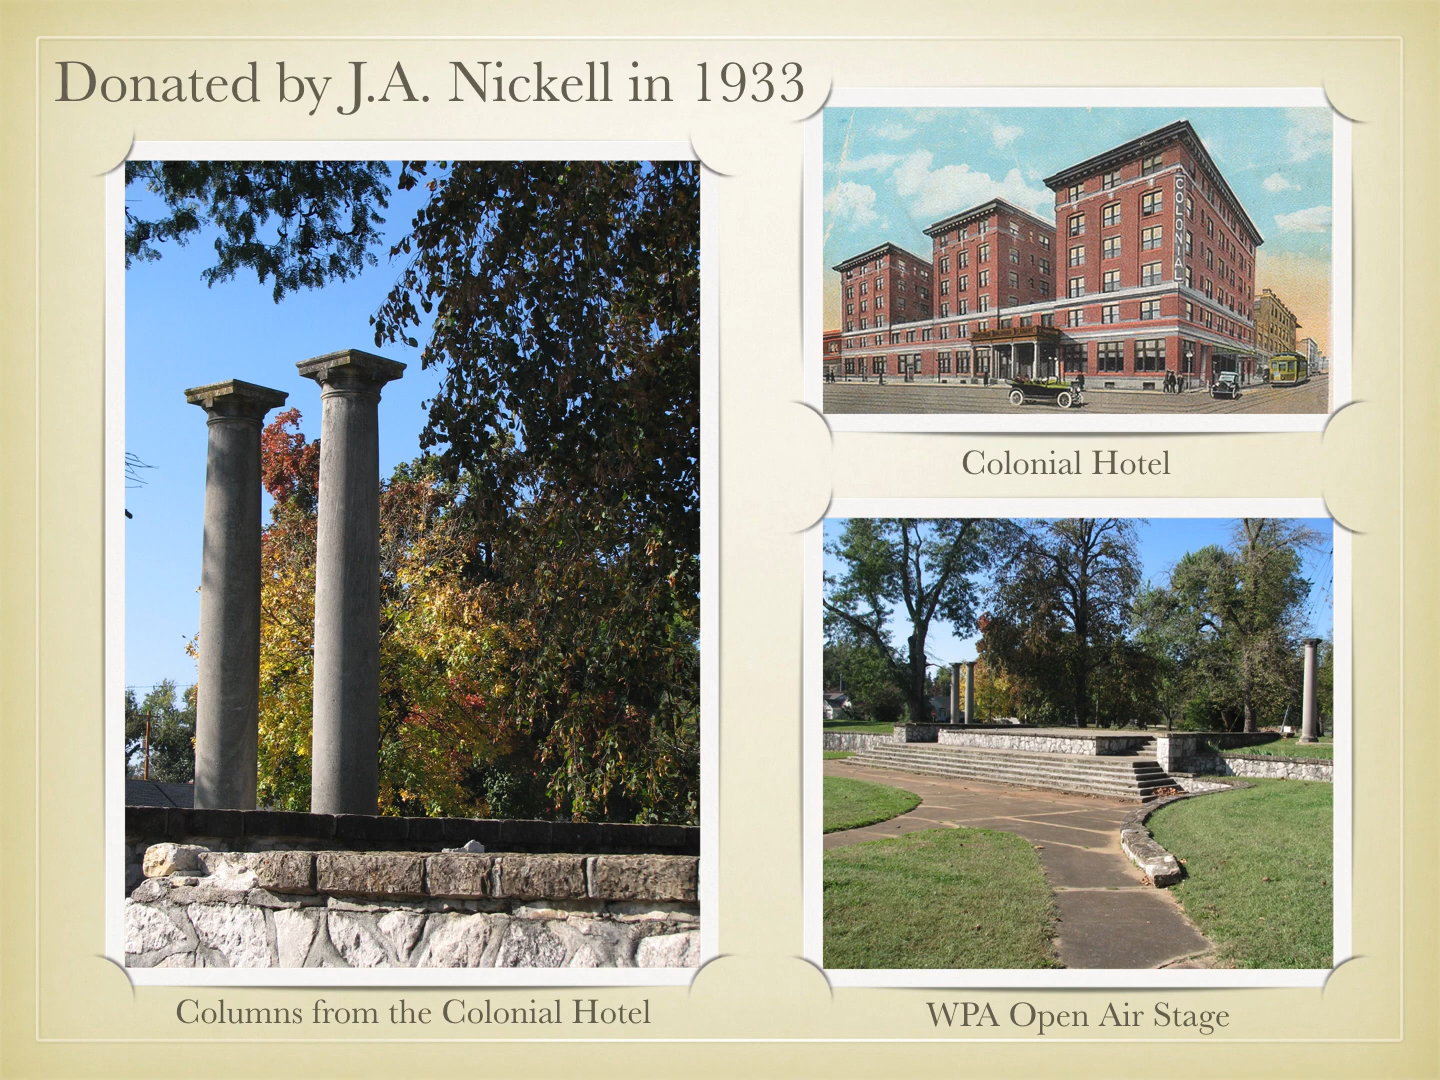 Donated by J.A. Nickell in 1933
COLONIAL
Colonial Hotel
Columns from the Colonial Hotel
WPA Open Air Stage